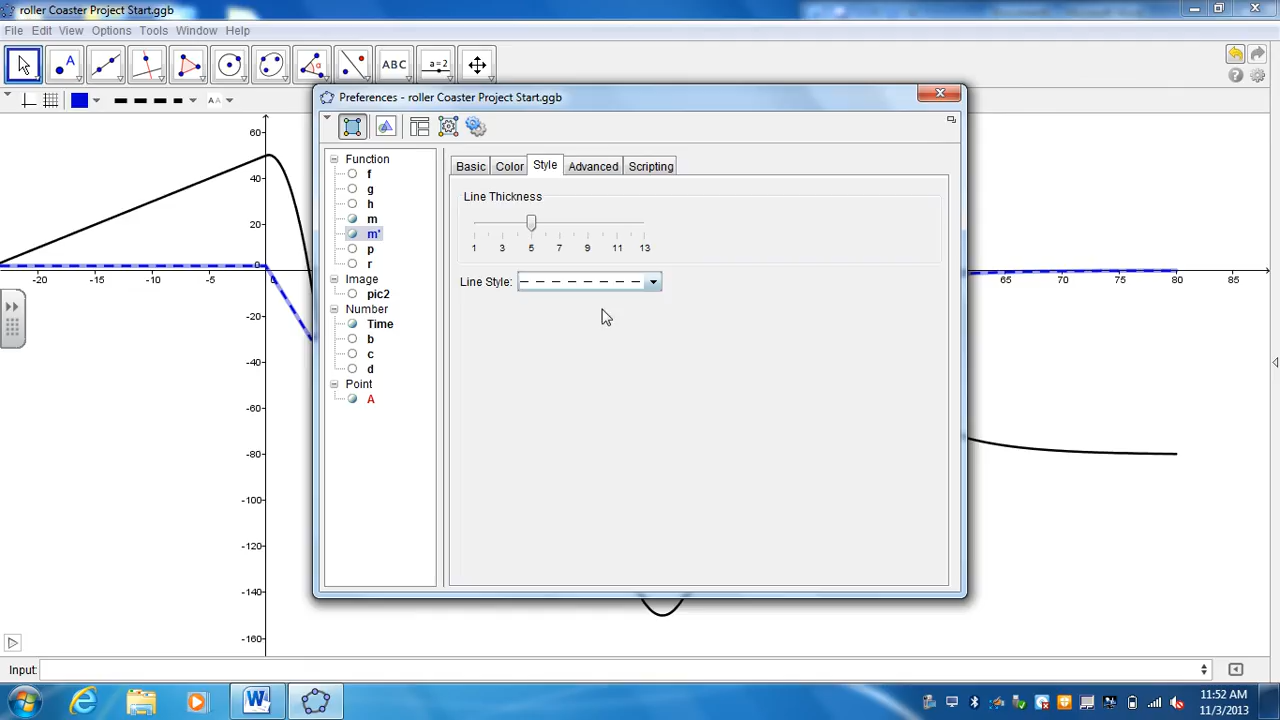 roller Coaster Project Start.ggb
File Edit View Options Tools Window Help
A α ABC a=2
A A
Preferences - roller Coaster Project Start.ggb
Function
f
g
h
m
m'
p
r
Image
pic2
Number
Time
b
c
d
Point
A
Basic Color Style Advanced Scripting
Line Thickness
1 3 5 7 9 11 13
Line Style:
60
40
20
0
-20
-40
-60
-80
-100
-120
-140
-160
-20 -15 -10 -5 0 65 70 75 80 85
Input:
W
11:52 AM
11/3/2013